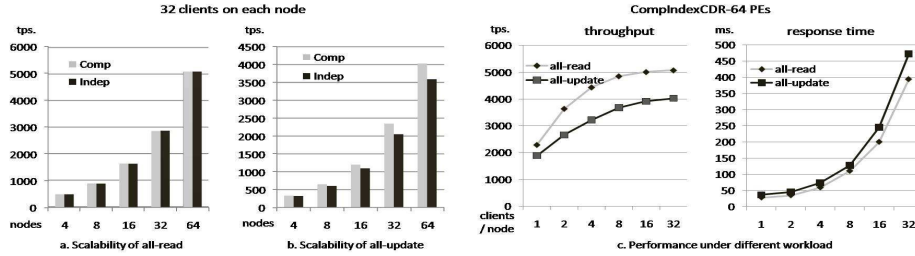 32 clients on each node
CompIndexCDR-64 PEs
tps.
6000
5000
4000
3000
2000
1000
0
Comp
Indep
nodes 4 8 16 32 64
a. Scalability of all-read
tps.
4500
4000
3500
3000
2500
2000
1500
1000
500
0
Comp
Indep
nodes 4 8 16 32 64
b. Scalability of all-update
tps.
throughput
6000
5000
4000
3000
2000
1000
0
all-read
all-update
clients
/ node
1 2 4 8 16 32
ms.
response time
500
450
400
350
300
250
200
150
100
50
0
all-read
all-update
1 2 4 8 16 32
c. Performance under different workload